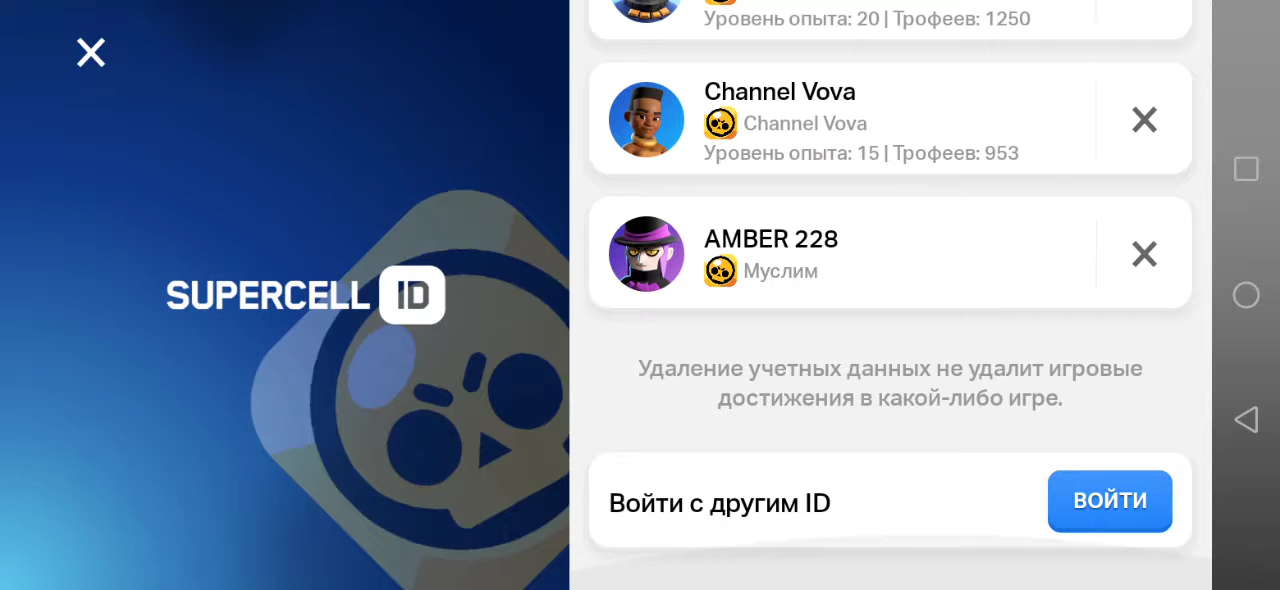 SUPERCELL ID
Уровень опыта: 20 | Трофеев: 1250
Channel Vova
Channel Vova
Уровень опыта: 15 | Трофеев: 953
AMBER 228
Муслим
Удаление учетных данных не удалит игровые
достижения в какой-либо игре.
Войти с другим ID
ВОЙТИ